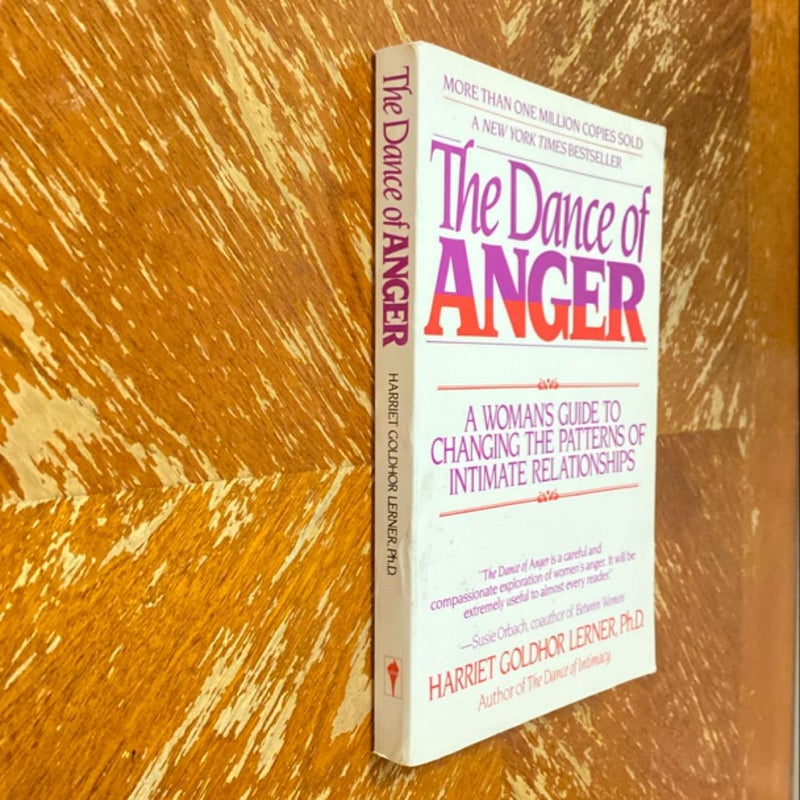 The Dance of ANGER
HARRIET GOLDHOR LERNER, Ph.D.
MORE THAN ONE MILLION COPIES SOLD
A NEW YORK TIMES BESTSELLER
The Dance of
ANGER
A WOMAN'S GUIDE TO
CHANGING THE PATTERNS OF
INTIMATE RELATIONSHIPS
"The Dance of Anger is a careful and
compassionate exploration of women's anger. It will be
extremely useful to almost every reader."
—Susie Orbach, coauthor of Between Women
HARRIET GOLDHOR LERNER, Ph.D.
Author of The Dance of Intimacy